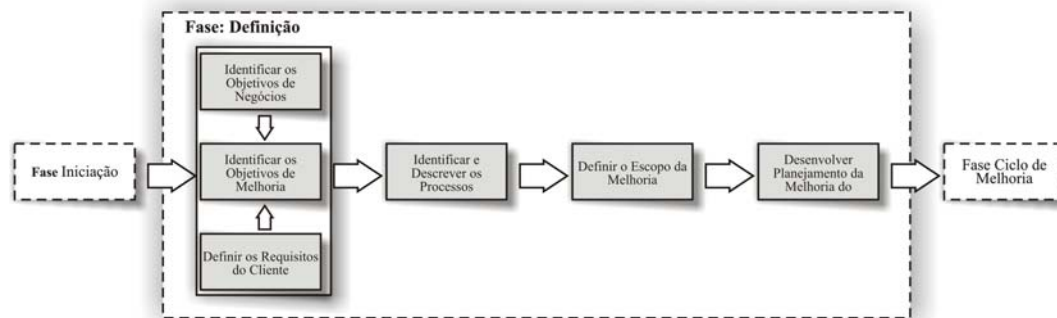 Fase: Definição
Identificar os
Objetivos de
Negócios
Fase Iniciação
Identificar os
Objetivos de
Melhoria
Definir os Requisitos
do Cliente
Identificar e
Descrever os Processos
Definir o Escopo da
Melhoria
Desenvolver
Planejamento da
Melhoria do
Fase Ciclo de
Melhoria